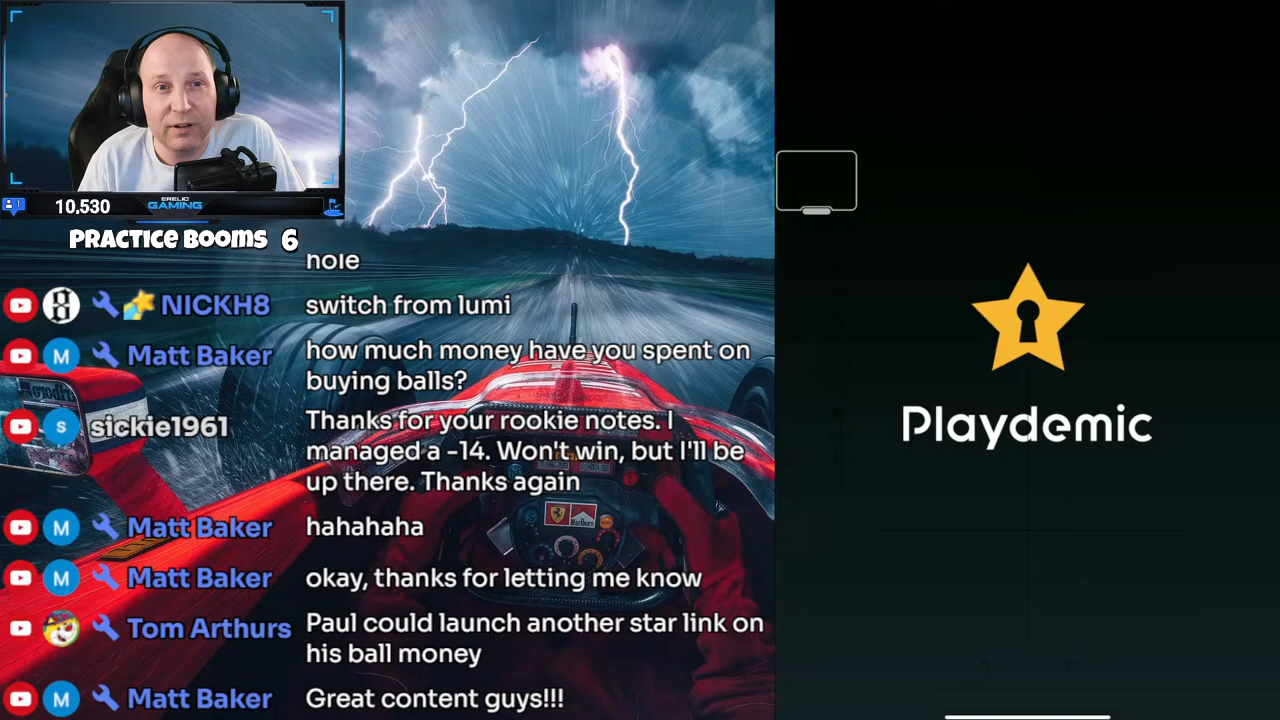 10,530
ERELIC
GAMING
PRACTICE BOOMS 6
hole
NICKH8 switch from lumi
Matt Baker how much money have you spent on
buying balls?
sickie1961 Thanks for your rookie notes. I
managed a -14. Won't win, but I'll be
up there. Thanks again
Matt Baker hahahaha
Matt Baker okay, thanks for letting me know
Tom Arthurs Paul could launch another star link on
his ball money
Matt Baker Great content guys!!!
Marlboro
Playdemic